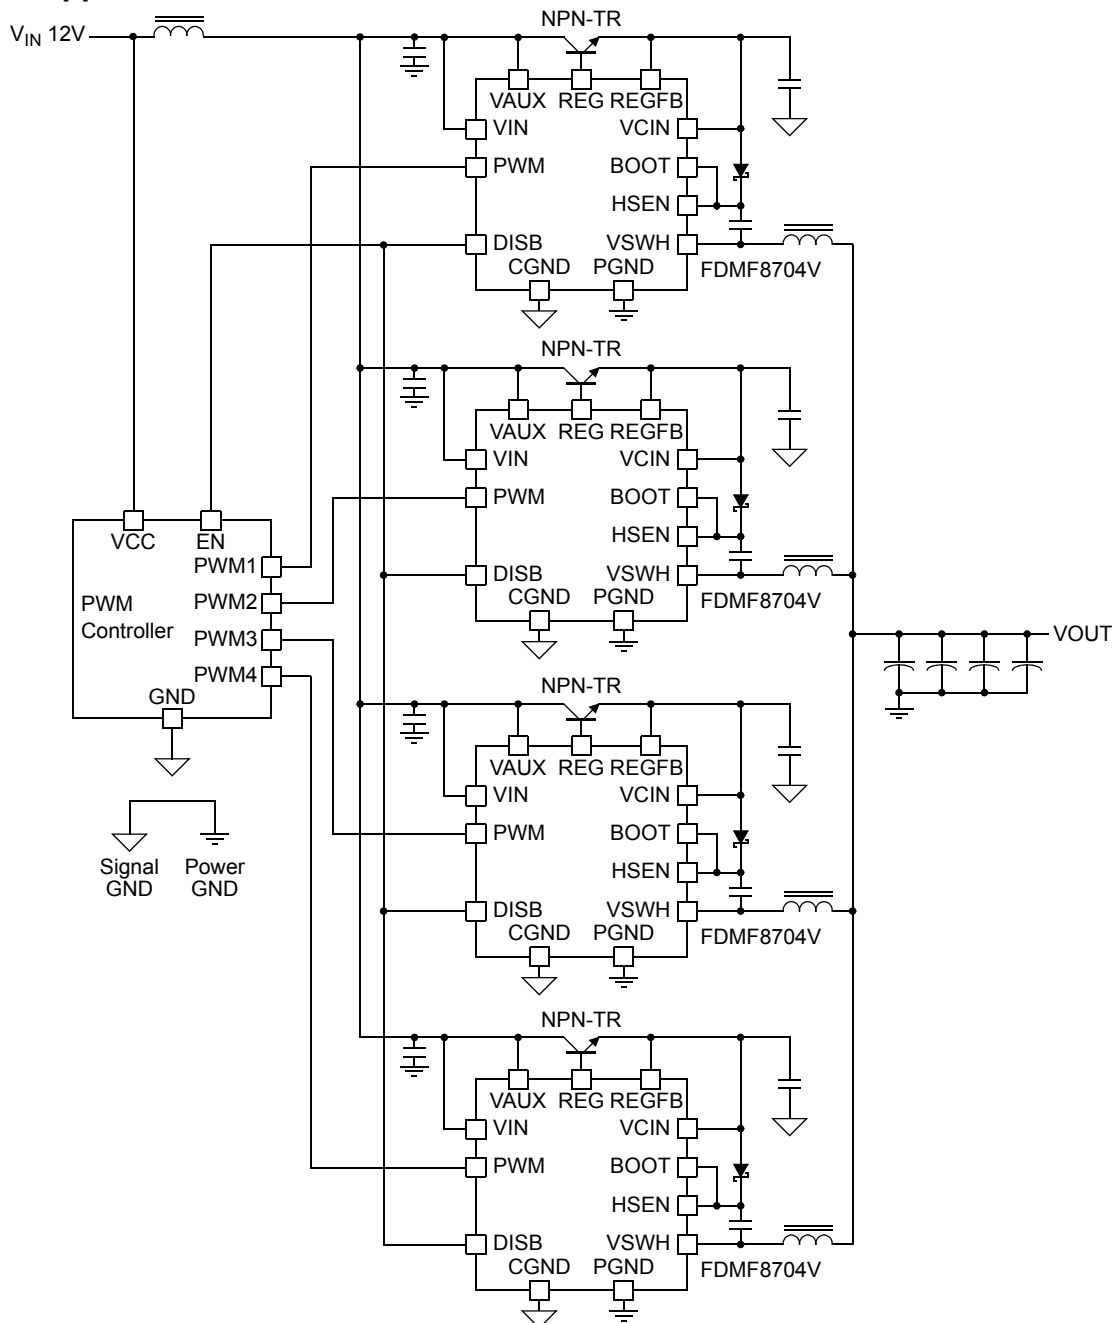 V_IN 12V
NPN-TR
VAUX REG REGFB
VIN VCIN
PWM BOOT
HSEN
DISB VSWH
CGND PGND
FDMF8704V
NPN-TR
VAUX REG REGFB
VIN VCIN
PWM BOOT
HSEN
DISB VSWH
CGND PGND
FDMF8704V
VCC EN
PWM1
PWM Controller
PWM2
PWM3
PWM4
GND
VOUT
NPN-TR
VAUX REG REGFB
VIN VCIN
PWM BOOT
HSEN
DISB VSWH
CGND PGND
FDMF8704V
Signal GND
Power GND
NPN-TR
VAUX REG REGFB
VIN VCIN
PWM BOOT
HSEN
DISB VSWH
CGND PGND
FDMF8704V